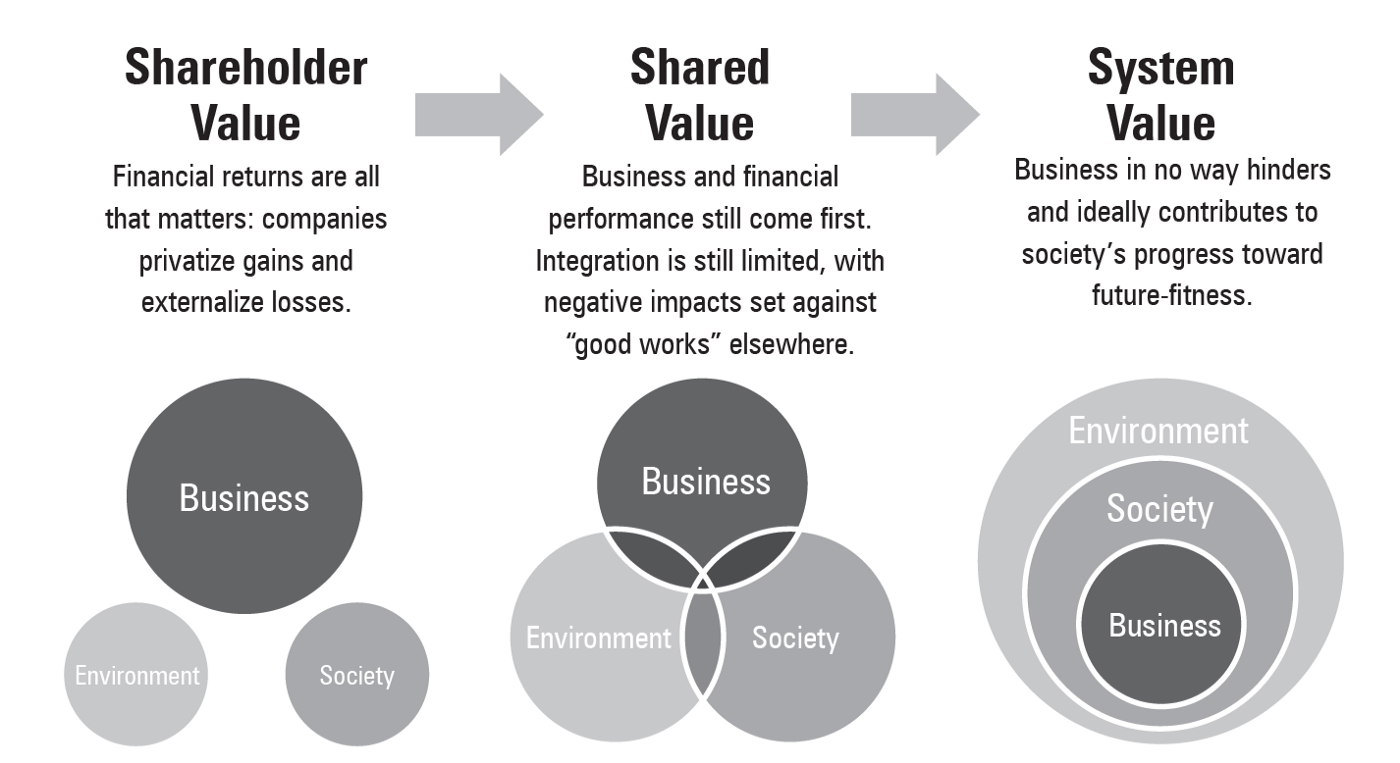 Shareholder
Value
Financial returns are all
that matters: companies
privatize gains and
externalize losses.
Business
Environment
Society
Shared
Value
Business and financial
performance still come first.
Integration is still limited, with
negative impacts set against
“good works” elsewhere.
Business
Environment
Society
System
Value
Business in no way hinders
and ideally contributes to
society’s progress toward
future-fitness.
Environment
Society
Business